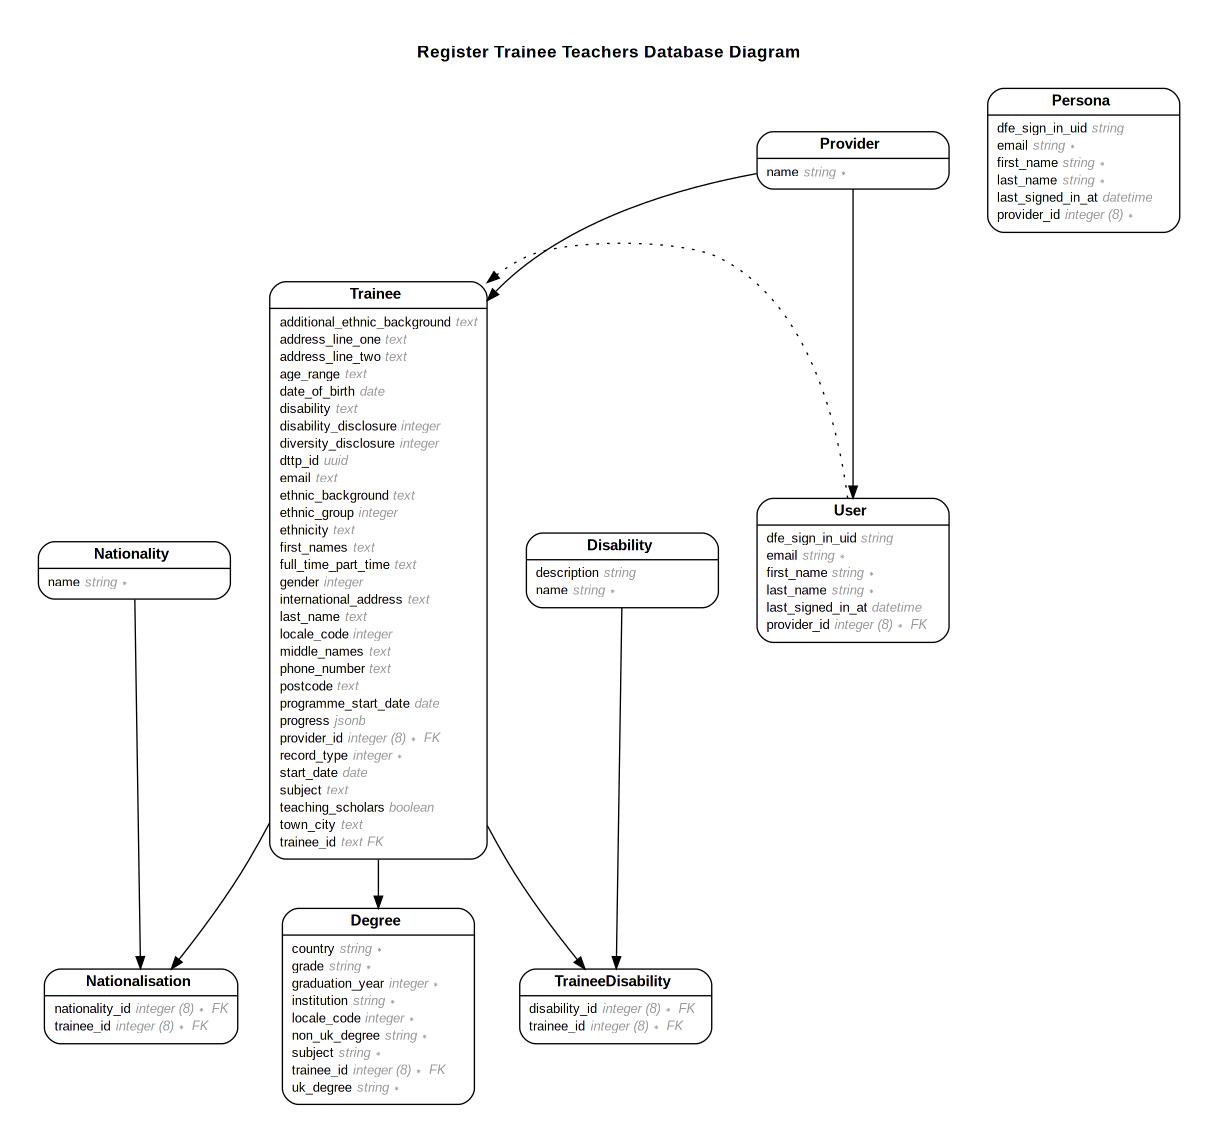 Register Trainee Teachers Database Diagram
Persona
dfe_sign_in_uid string
email string *
first_name string *
last_name string *
last_signed_in_at datetime
provider_id integer (8) *
Provider
name string *
Trainee
additional_ethnic_background text
address_line_one text
address_line_two text
age_range text
date_of_birth date
disability text
disability_disclosure integer
diversity_disclosure integer
dttp_id uuid
email text
ethnic_background text
ethnic_group integer
ethnicity text
first_names text
full_time_part_time text
gender integer
international_address text
last_name text
locale_code integer
middle_names text
phone_number text
postcode text
programme_start_date date
progress jsonb
provider_id integer (8) * FK
record_type integer *
start_date date
subject text
teaching_scholars boolean
town_city text
trainee_id text FK
User
dfe_sign_in_uid string
email string *
first_name string *
last_name string *
last_signed_in_at datetime
provider_id integer (8) * FK
Nationality
name string *
Disability
description string
name string *
Nationalisation
nationality_id integer (8) * FK
trainee_id integer (8) * FK
Degree
country string *
grade string *
graduation_year integer *
institution string *
locale_code integer *
non_uk_degree string *
subject string *
trainee_id integer (8) * FK
uk_degree string *
TraineeDisability
disability_id integer (8) * FK
trainee_id integer (8) * FK